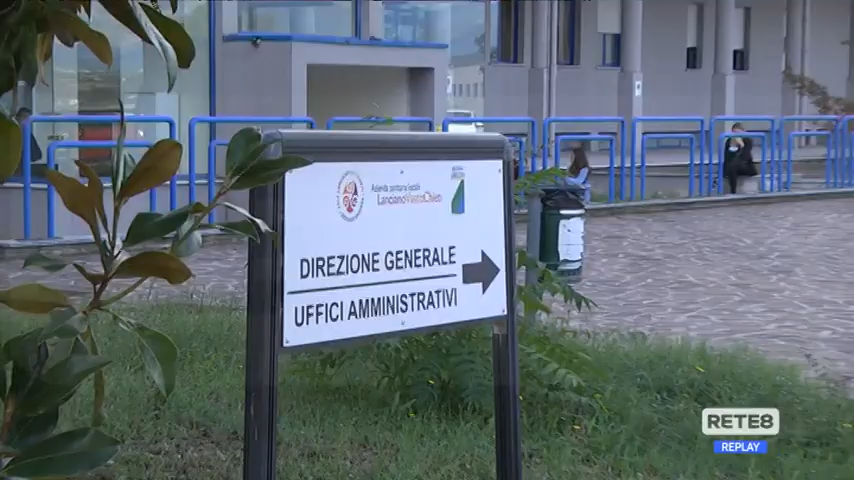 Azienda sanitaria locale
LancianoVastoChieti
DIREZIONE GENERALE
UFFICI AMMINISTRATIVI
RETE8
REPLAY